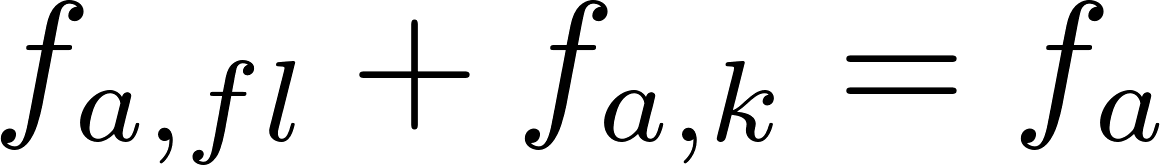 f_{a,fl} + f_{a,k} = f_a